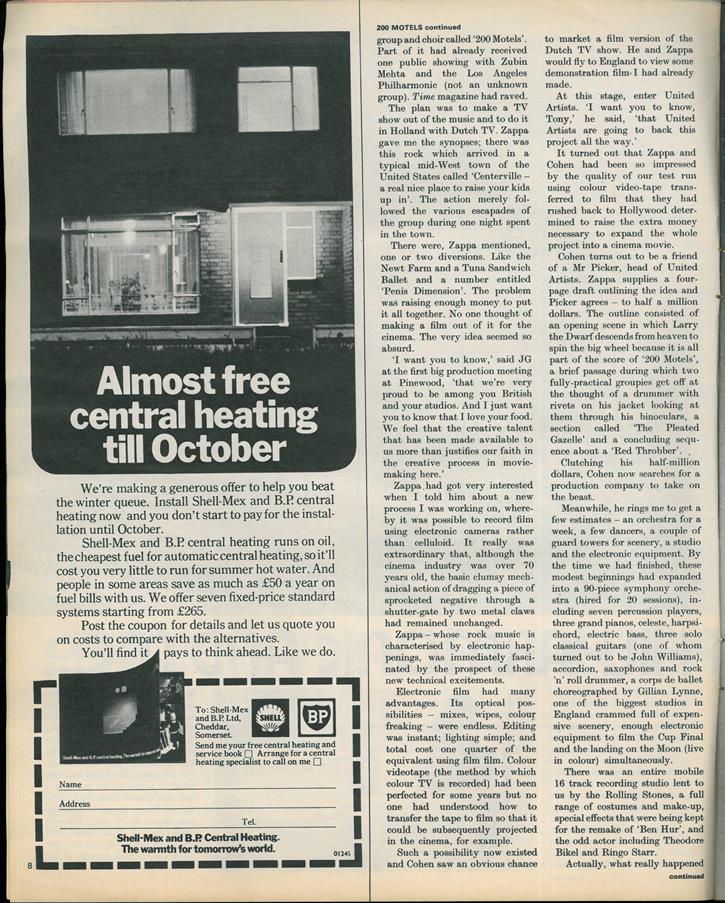 Almost free
central heating
till October
We're making a generous offer to help you beat
the winter queue. Install Shell-Mex and B.P. central
heating now and you don't start to pay for the instal-
lation until October.
Shell-Mex and B.P. central heating runs on oil,
the cheapest fuel for automatic central heating, so it'll
cost you very little to run for summer hot water. And
people in some areas save as much as £50 a year on
fuel bills with us. We offer seven fixed-price standard
systems starting from £265.
Post the coupon for details and let us quote you
on costs to compare with the alternatives.
You'll find it pays to think ahead. Like we do.
Shell-Mex and B.P. central heating. The warmth for tomorrow's
To: Shell-Mex
and B.P. Ltd,
Cheddar,
Somerset.
SHELL
BP
Send me your free central heating and
service book □ Arrange for a central
heating specialist to call on me □
Name
Address
Tel.
Shell-Mex and B.P. Central Heating.
The warmth for tomorrow's world.
01245
8
200 MOTELS continued
group and choir called '200 Motels'.
Part of it had already received
one public showing with Zubin
Mehta and the Los Angeles
Philharmonic (not an unknown
group). Time magazine had raved.
The plan was to make a TV
show out of the music and to do it
in Holland with Dutch TV. Zappa
gave me the synopses; there was
this rock which arrived in a
typical mid-West town of the
United States called 'Centerville –
a real nice place to raise your kids
up in'. The action merely fol-
lowed the various escapades of
the group during one night spent
in the town.
There were, Zappa mentioned,
one or two diversions. Like the
Newt Farm and a Tuna Sandwich
Ballet and a number entitled
'Penis Dimension'. The problem
was raising enough money to put
it all together. No one thought of
making a film out of it for the
cinema. The very idea seemed so
absurd.
'I want you to know,' said JG
at the first big production meeting
at Pinewood, 'that we're very
proud to be among you British
and your studios. And I just want
you to know that I love your food.
We feel that the creative talent
that has been made available to
us more than justifies our faith in
the creative process in movie-
making here.'
Zappa had got very interested
when I told him about a new
process I was working on, where-
by it was possible to record film
using electronic cameras rather
than celluloid. It really was
extraordinary that, although the
cinema industry was over 70
years old, the basic clumsy mech-
anical action of dragging a piece of
sprocketed negative through a
shutter-gate by two metal claws
had remained unchanged.
Zappa – whose rock music is
characterised by electronic hap-
penings, was immediately fasci-
nated by the prospect of these
new technical excitements.
Electronic film had many
advantages. Its optical pos-
sibilities – mixes, wipes, colour
freaking – were endless. Editing
was instant; lighting simple; and
total cost one quarter of the
equivalent using film film. Colour
videotape (the method by which
colour TV is recorded) had been
perfected for some years but no
one had understood how to
transfer the tape to film so that it
could be subsequently projected
in the cinema, for example.
Such a possibility now existed
and Cohen saw an obvious chance
to market a film version of the
Dutch TV show. He and Zappa
would fly to England to view some
demonstration film I had already
made.
At this stage, enter United
Artists. 'I want you to know,
Tony,' he said, 'that United
Artists are going to back this
project all the way.'
It turned out that Zappa and
Cohen had been so impressed
by the quality of our test run
using colour video-tape trans-
ferred to film that they had
rushed back to Hollywood deter-
mined to raise the extra money
necessary to expand the whole
project into a cinema movie.
Cohen turns out to be a friend
of a Mr Picker, head of United
Artists. Zappa supplies a four-
page draft outlining the idea and
Picker agrees – to half a million
dollars. The outline consisted of
an opening scene in which Larry
the Dwarf descends from heaven to
spin the big wheel because it is all
part of the score of '200 Motels',
a brief passage during which two
fully-practical groupies get off at
the thought of a drummer with
rivets on his jacket looking at
them through his binoculars, a
section called 'The Pleated
Gazelle' and a concluding sequ-
ence about a 'Red Throbber'.
Clutching his half-million
dollars, Cohen now searches for a
production company to take on
the beast.
Meanwhile, he rings me to get a
few estimates – an orchestra for a
week, a few dancers, a couple of
guard towers for scenery, a studio
and the electronic equipment. By
the time we had finished, these
modest beginnings had expanded
into a 90-piece symphony orche-
stra (hired for 20 sessions), in-
cluding seven percussion players,
three grand pianos, celeste, harpsi-
chord, electric bass, three solo
classical guitars (one of whom
turned out to be John Williams),
accordion, saxophones and rock
'n' roll drummer, a corps de ballet
choreographed by Gillian Lynne,
one of the biggest studios in
England crammed full of expen-
sive scenery, enough electronic
equipment to film the Cup Final
and the landing on the Moon (live
in colour) simultaneously.
There was an entire mobile
16 track recording studio lent to
us by the Rolling Stones, a full
range of costumes and make-up,
special effects that were being kept
for the remake of 'Ben Hur', and
the odd actor including Theodore
Bikel and Ringo Starr.
Actually, what really happened
continued